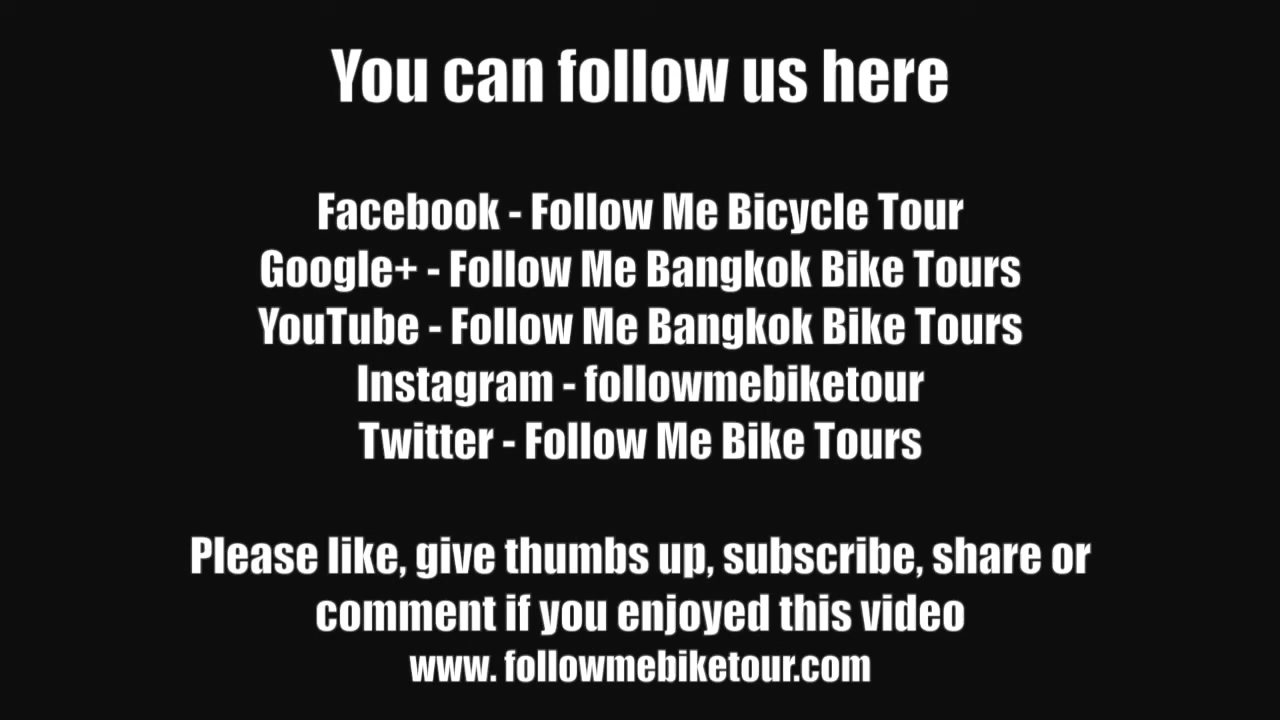 You can follow us here
Facebook - Follow Me Bicycle Tour
Google+ - Follow Me Bangkok Bike Tours
YouTube - Follow Me Bangkok Bike Tours
Instagram - followmebiketour
Twitter - Follow Me Bike Tours
Please like, give thumbs up, subscribe, share or
comment if you enjoyed this video
www. followmebiketour.com